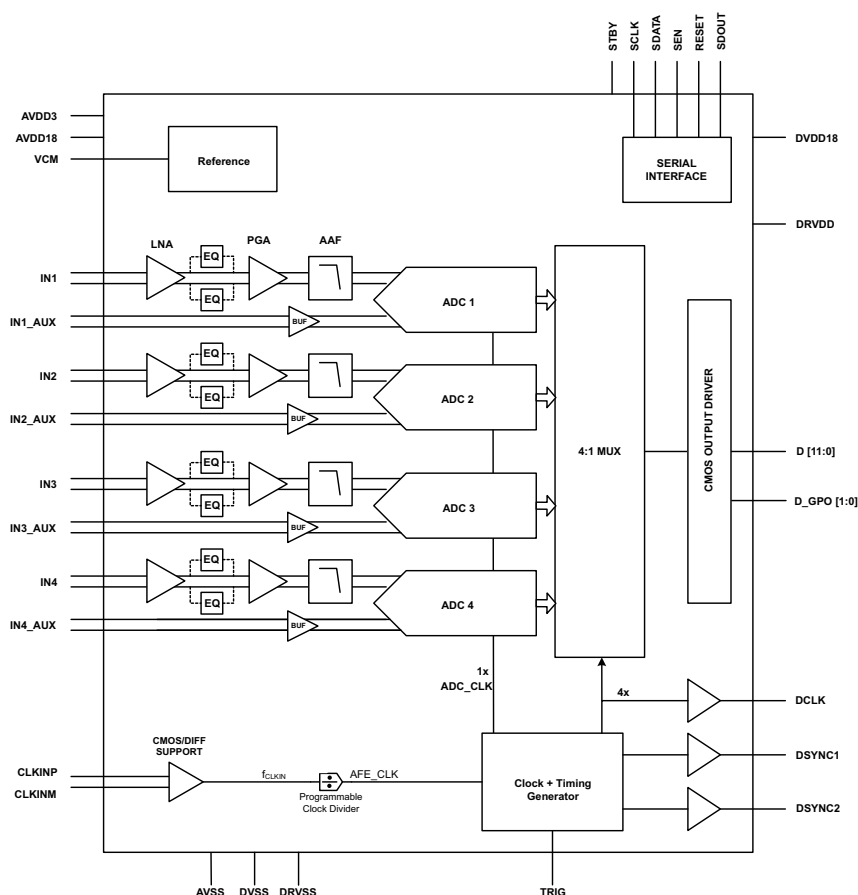 STBY
SCLK
SDATA
SEN
RESET
SDOUT
AVDD3
AVDD18
VCM
Reference
SERIAL
INTERFACE
DVDD18
DRVDD
LNA
EQ
PGA
AAF
IN1
EQ
ADC 1
IN1_AUX
BUF
EQ
IN2
EQ
ADC 2
IN2_AUX
BUF
4:1 MUX
CMOS OUTPUT DRIVER
D [11:0]
D_GPO [1:0]
EQ
IN3
EQ
ADC 3
IN3_AUX
BUF
EQ
IN4
EQ
ADC 4
IN4_AUX
BUF
1x
ADC_CLK
4x
DCLK
CMOS/DIFF
SUPPORT
CLKINP
CLKINM
fCLKIN
÷
AFE_CLK
Programmable
Clock Divider
Clock + Timing
Generator
DSYNC1
DSYNC2
AVSS
DVSS
DRVSS
TRIG